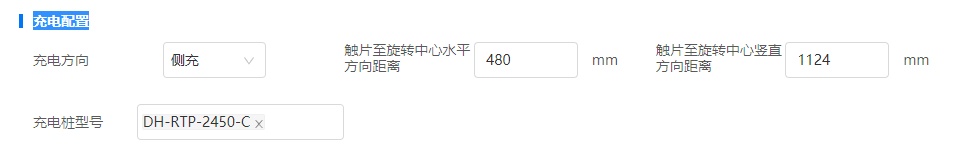 充电配置
充电方向
侧充
触片至旋转中心水平
方向距离
480
mm
触片至旋转中心竖直
方向距离
1124
mm
充电桩型号
DH-RTP-2450-C ×